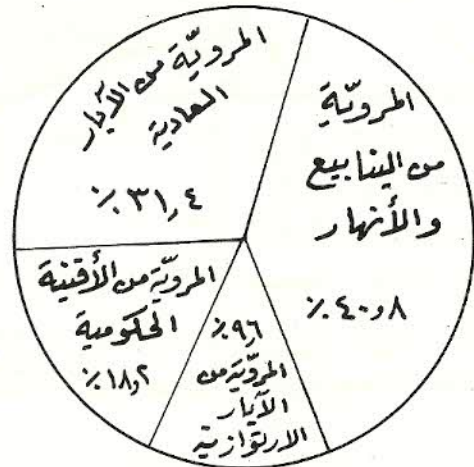 المرويّة
من الينابيع
والأنهار
٤٠٫٨ ٪
المرويّة من الآبار
العادية
٣١٫٤ ٪
المرويّة من الأقنية
الحكومية
١٨٫٢ ٪
٩٫٦ ٪
المرويّة من
الآبار
الارتوازية